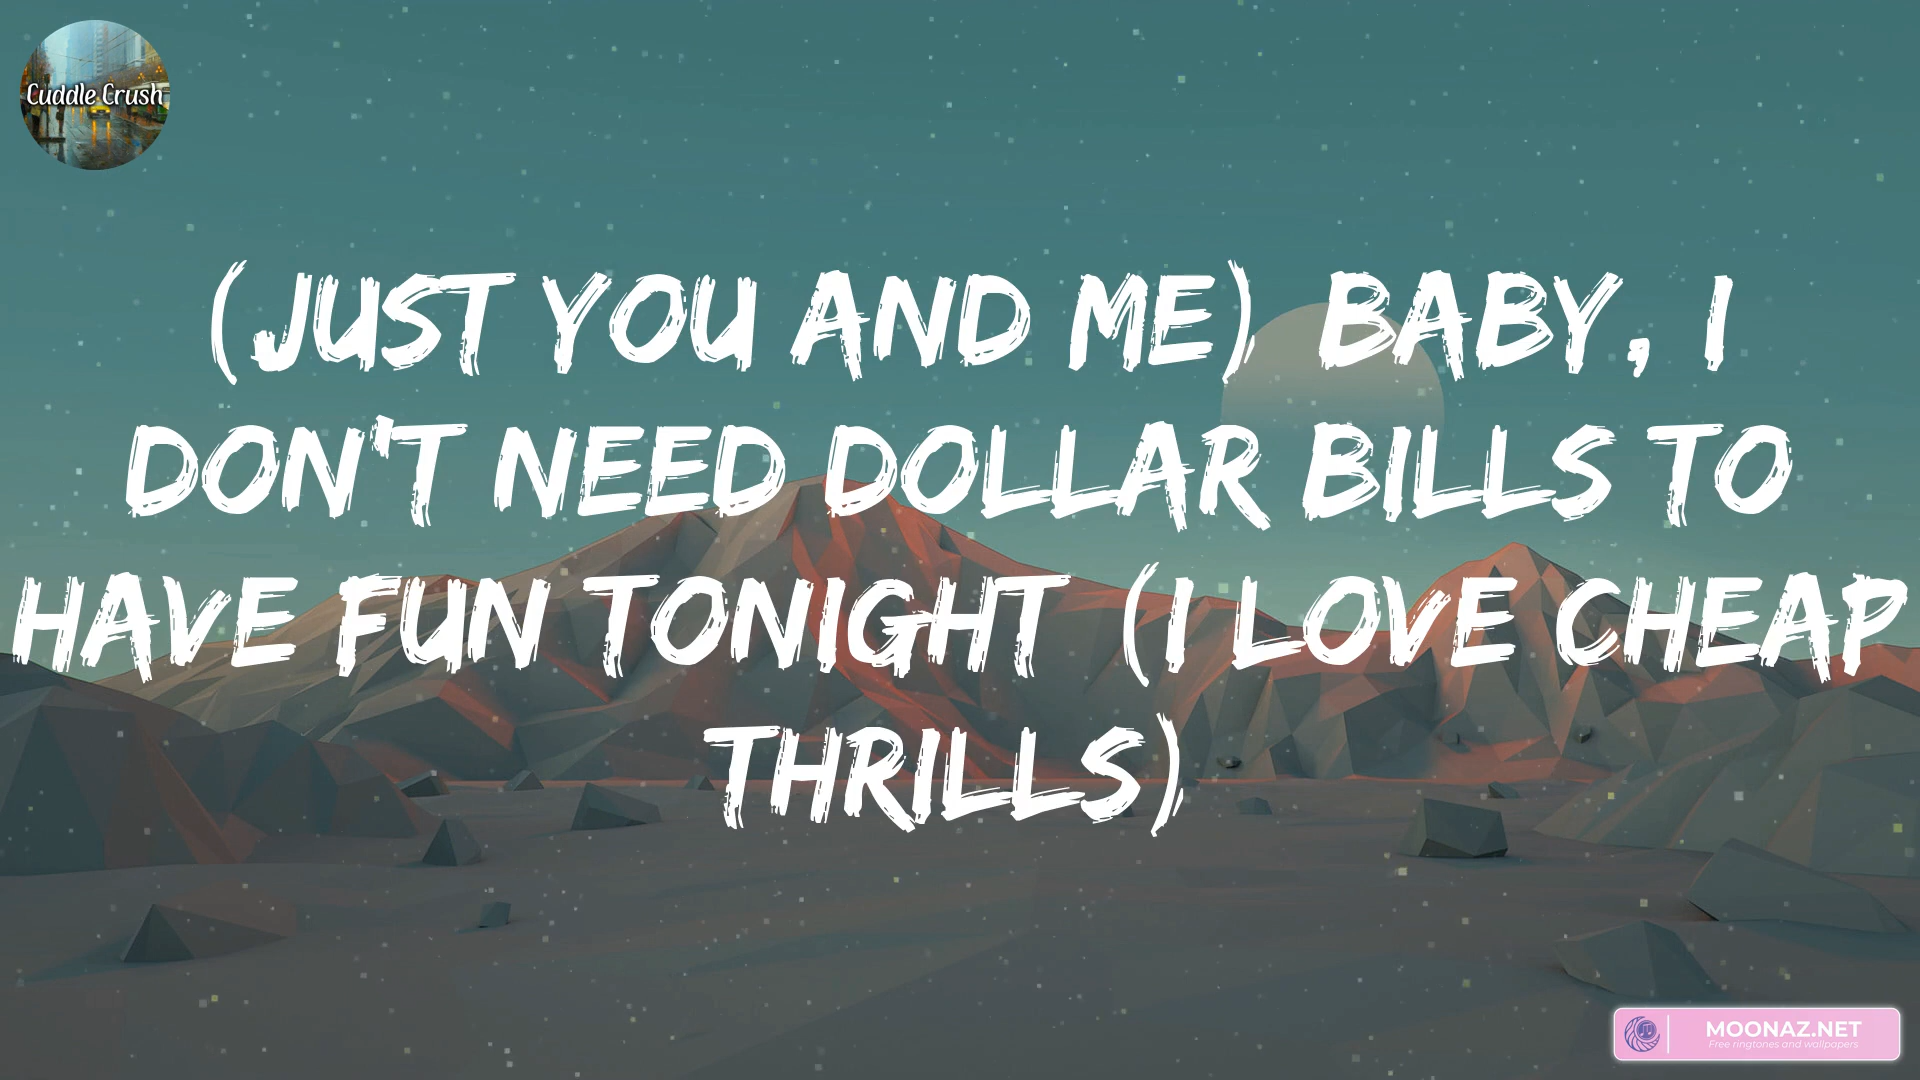 Cuddle Crush
(JUST YOU AND ME) BABY, I
DON'T NEED DOLLAR BILLS TO
HAVE FUN TONIGHT (I LOVE CHEAP
THRILLS)
MOONAZ.NET
Free ringtones and wallpapers